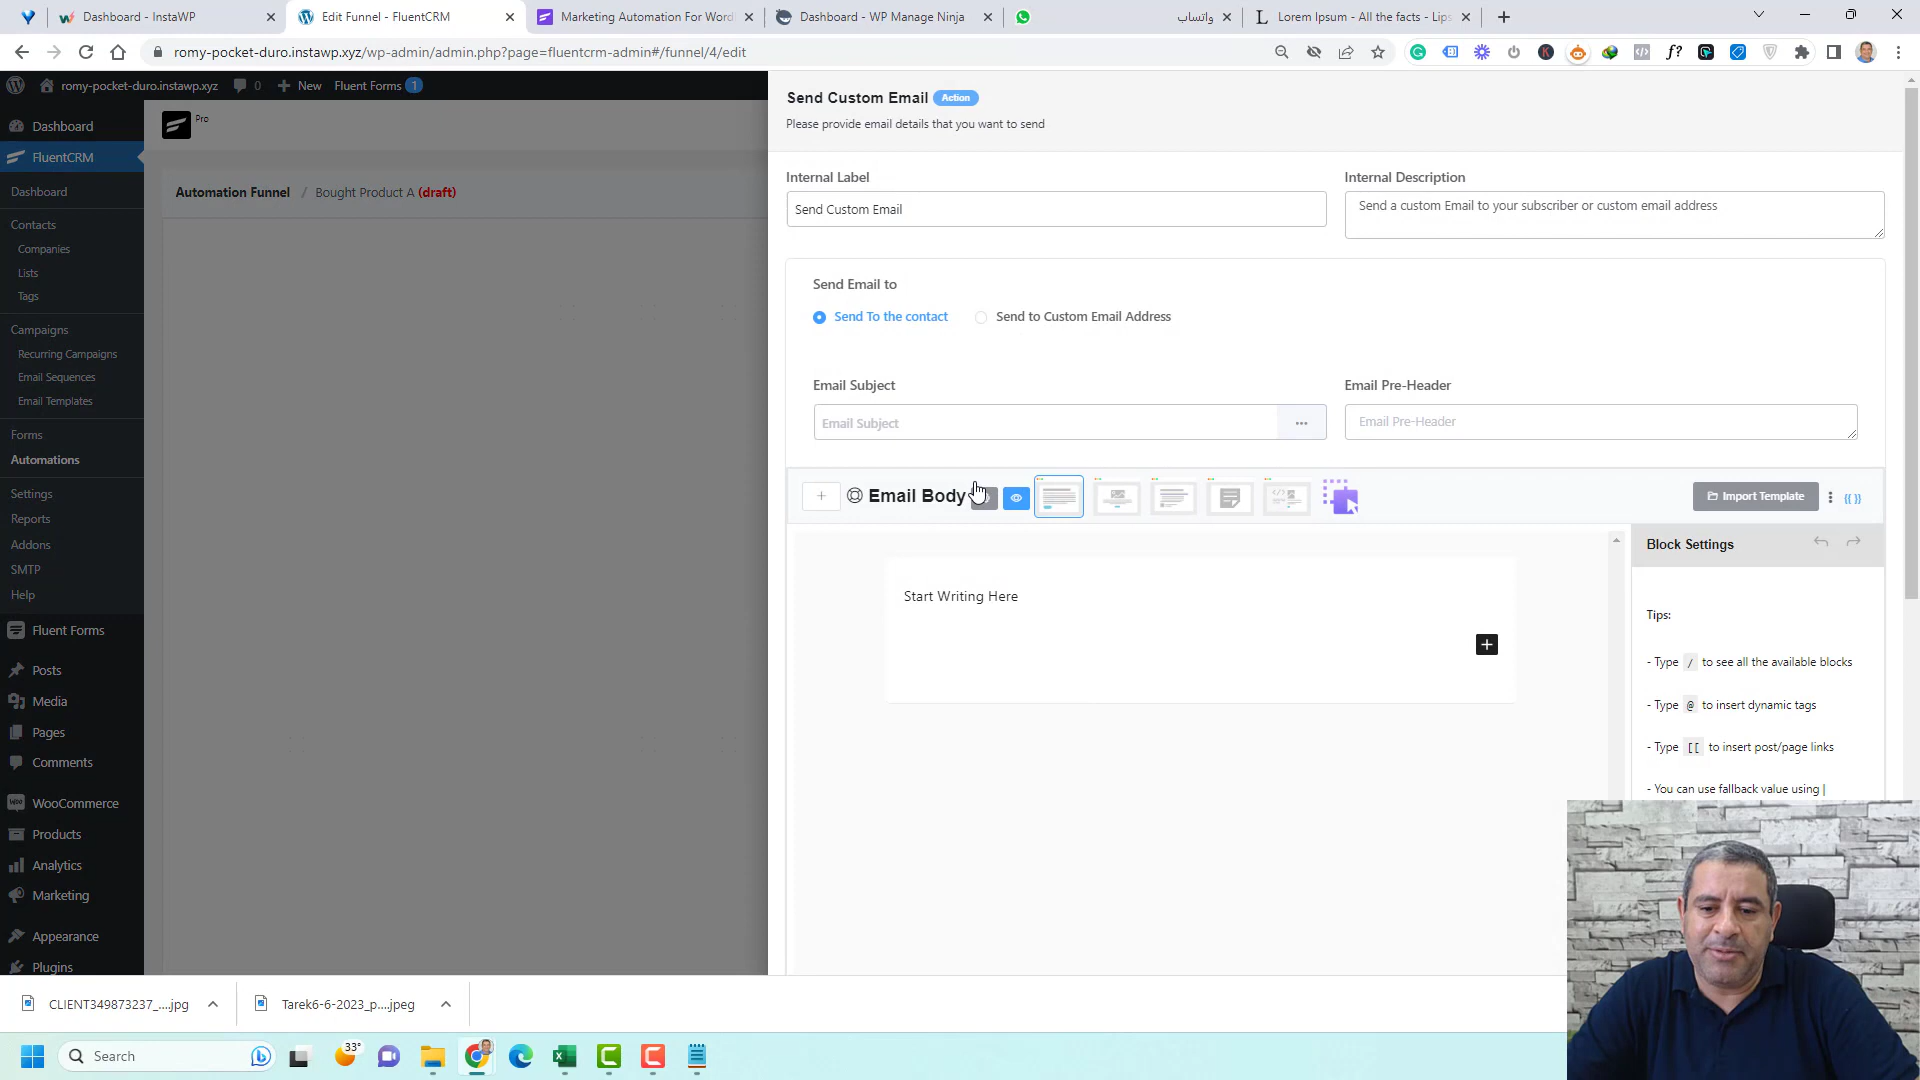 Dashboard - InstaWP
Edit Funnel - FluentCRM
Marketing Automation For Word
Dashboard - WP Manage Ninja
واتساب
Lorem Ipsum - All the facts - Lips
romy-pocket-duro.instawp.xyz/wp-admin/admin.php?page=fluentcrm-admin#/funnel/4/edit
romy-pocket-duro.instawp.xyz
0
New
Fluent Forms 1
Dashboard
FluentCRM
Dashboard
Contacts
Companies
Lists
Tags
Campaigns
Recurring Campaigns
Email Sequences
Email Templates
Forms
Automations
Settings
Reports
Addons
SMTP
Help
Fluent Forms
Posts
Media
Pages
Comments
WooCommerce
Products
Analytics
Marketing
Appearance
Plugins
Pro
Automation Funnel / Bought Product A (draft)
Send Custom Email Action
Please provide email details that you want to send
Internal Label
Send Custom Email
Internal Description
Send a custom Email to your subscriber or custom email address
Send Email to
Send To the contact
Send to Custom Email Address
Email Subject
Email Subject
Email Pre-Header
Email Pre-Header
Email Body
Import Template
{{ }}
Start Writing Here
Block Settings
Tips:
- Type / to see all the available blocks
- Type @ to insert dynamic tags
- Type [[ to insert post/page links
- You can use fallback value using |
CLIENT349873237_....jpg
Tarek6-6-2023_p....jpeg
Search
33°